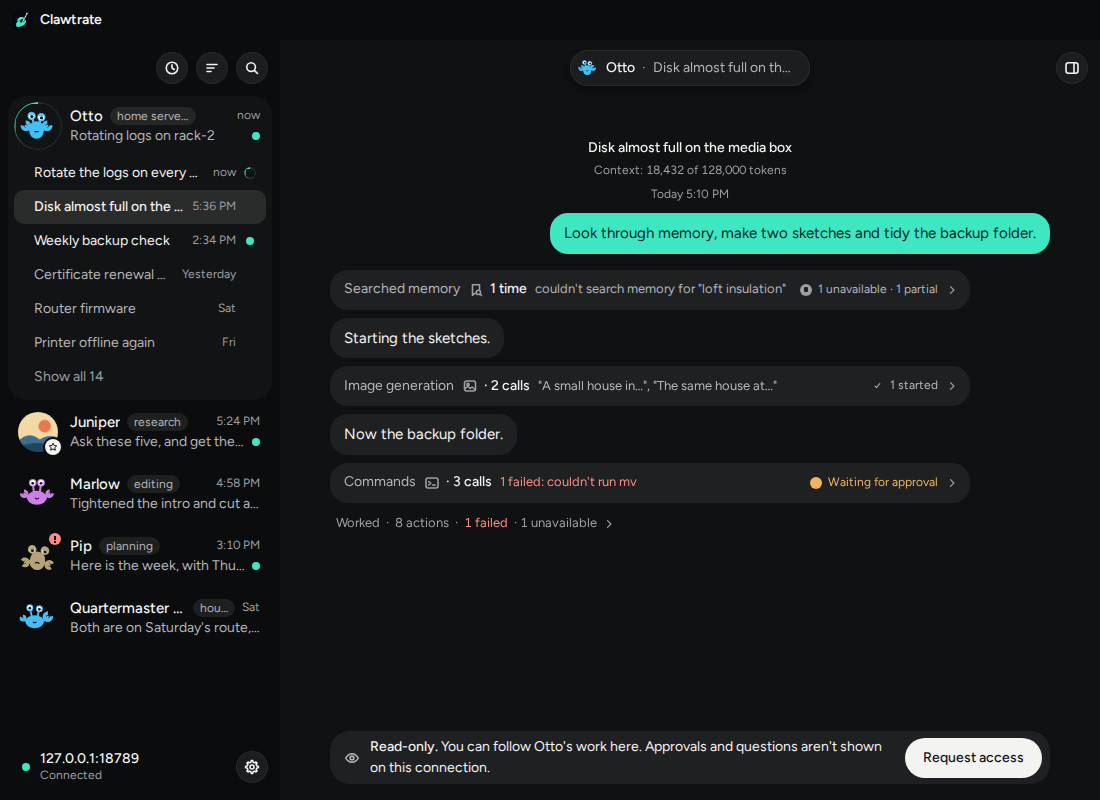 Clawtrate
Otto · Disk almost full on th...
Otto home serve... now
Rotating logs on rack-2
Rotate the logs on every ... now
Disk almost full on the ... 5:36 PM
Weekly backup check 2:34 PM
Certificate renewal ... Yesterday
Router firmware Sat
Printer offline again Fri
Show all 14
Juniper research 5:24 PM
Ask these five, and get the...
Marlow editing 4:58 PM
Tightened the intro and cut a...
Pip planning 3:10 PM
Here is the week, with Thu...
Quartermaster ... hou... Sat
Both are on Saturday's route,...
127.0.0.1:18789
Connected
Disk almost full on the media box
Context: 18,432 of 128,000 tokens
Today 5:10 PM
Look through memory, make two sketches and tidy the backup folder.
Searched memory 1 time couldn't search memory for "loft insulation" 1 unavailable · 1 partial
Starting the sketches.
Image generation · 2 calls "A small house in...", "The same house at..." 1 started
Now the backup folder.
Commands · 3 calls 1 failed: couldn't run mv Waiting for approval
Worked · 8 actions · 1 failed · 1 unavailable
Read-only. You can follow Otto's work here. Approvals and questions aren't shown
on this connection.
Request access